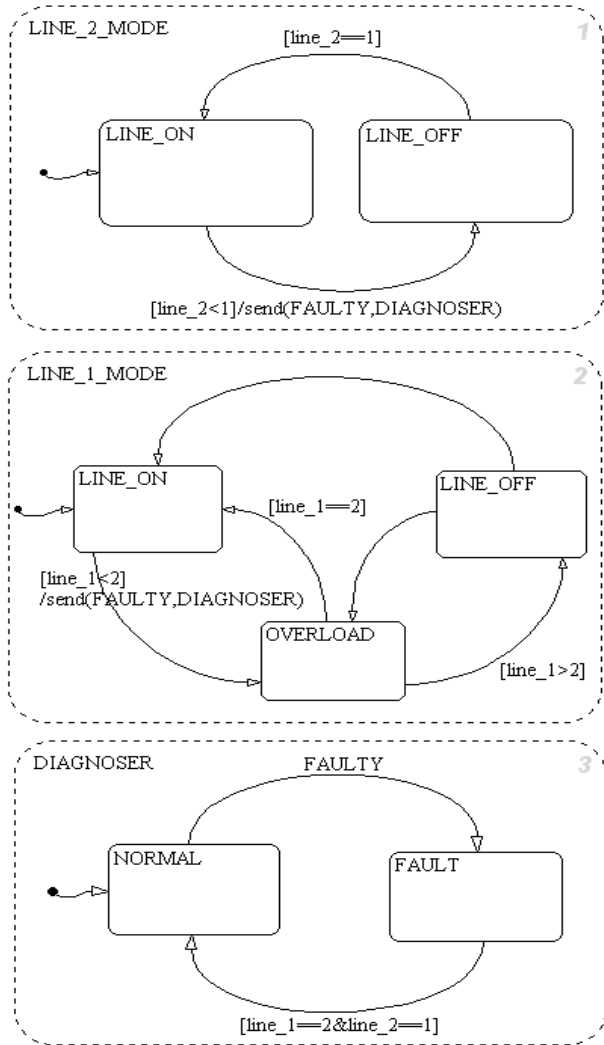 LINE_2_MODE
1
[line_2==1]
LINE_ON
LINE_OFF
[line_2<1]/send(FAULTY,DIAGNOSER)
LINE_1_MODE
2
LINE_ON
LINE_OFF
[line_1==2]
[line_1<2]
/send(FAULTY,DIAGNOSER)
OVERLOAD
[line_1>2]
DIAGNOSER
3
FAULTY
NORMAL
FAULT
[line_1==2&line_2==1]